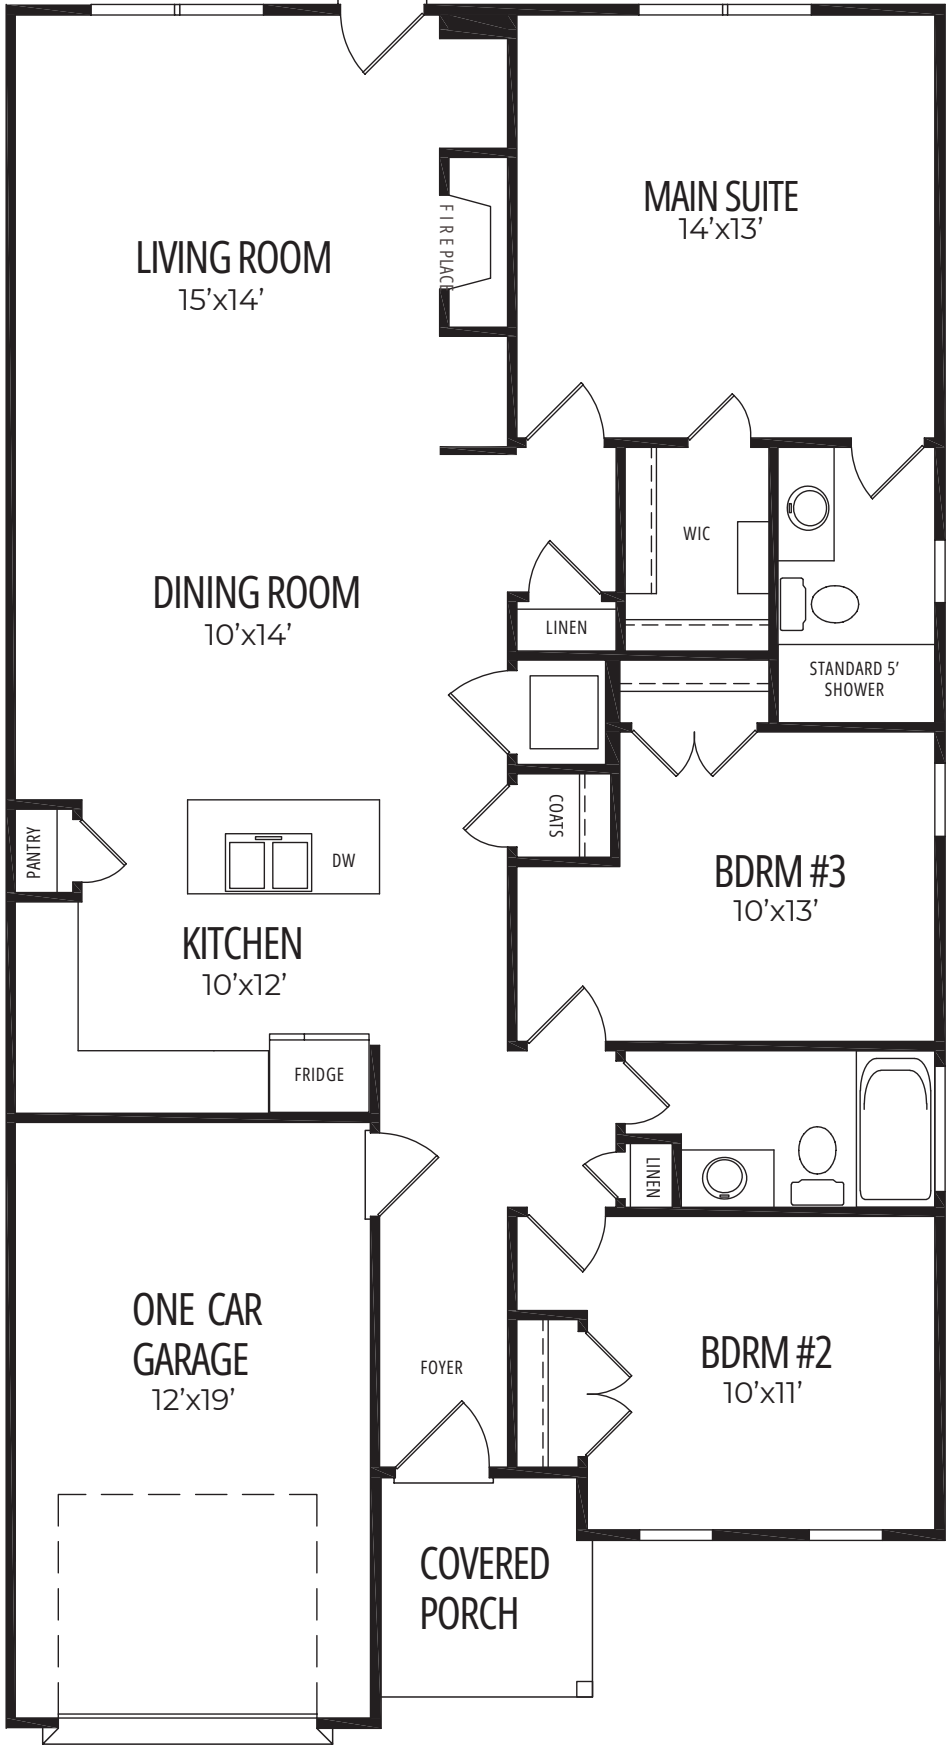 MAIN SUITE
14’x13’
FIREPLACE
LIVING ROOM
15’x14’
WIC
DINING ROOM
10’x14’
LINEN
STANDARD 5’
SHOWER
COATS
PANTRY
DW
BDRM #3
10’x13’
KITCHEN
10’x12’
FRIDGE
LINEN
ONE CAR
GARAGE
12’x19’
FOYER
BDRM #2
10’x11’
COVERED
PORCH